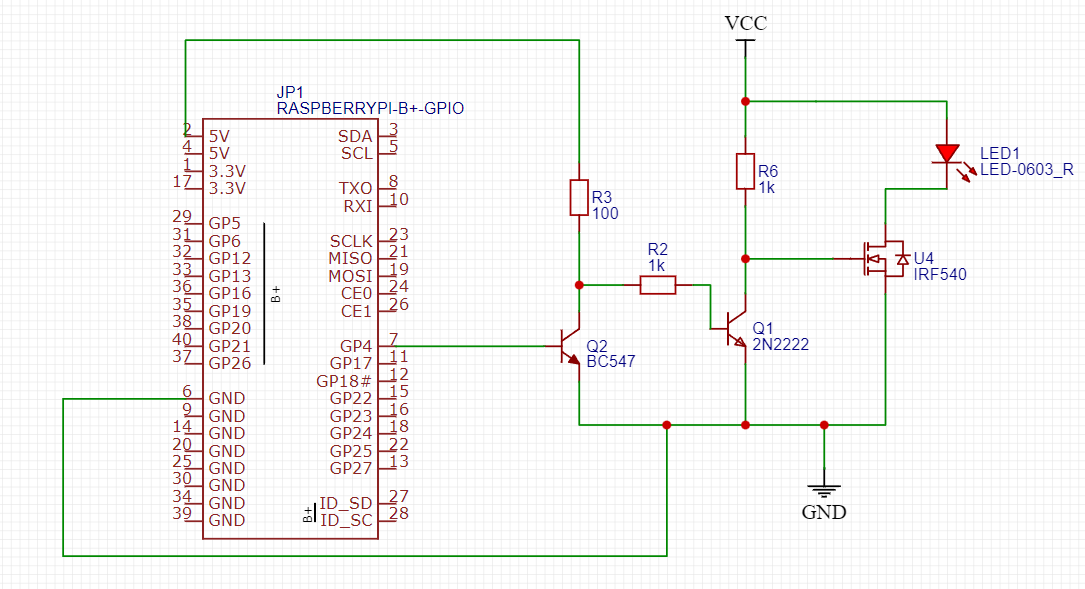 VCC
JP1
RASPBERRYPI-B+-GPIO
2 5V SDA 3
4 5V SCL 5
1 3.3V
17 3.3V TXO 8
RXI 10
29 GP5
31 GP6 SCLK 23
32 GP12 MISO 21
33 GP13 MOSI 19
36 GP16 CE0 24
35 GP19 CE1 26
38 GP20
40 GP21 GP4 7
37 GP26 GP17 11
GP18# 12
6 GND GP22 15
9 GND GP23 16
14 GND GP24 18
20 GND GP25 22
25 GND GP27 13
30 GND
34 GND ID_SD 27
39 GND ID_SC 28
B+
B+
R3
100
R2
1k
Q2
BC547
R6
1k
Q1
2N2222
LED1
LED-0603_R
U4
IRF540
GND